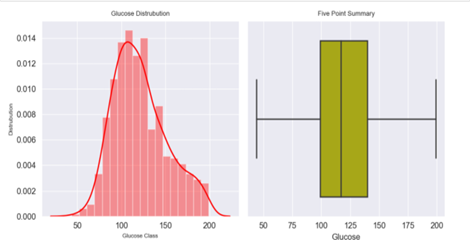 Glucose Distrubution
0.014
0.012
0.010
0.008
0.006
0.004
0.002
0.000
Distrubution
50 100 150 200
Glucose Class
Five Point Summary
50 75 100 125 150 175 200
Glucose